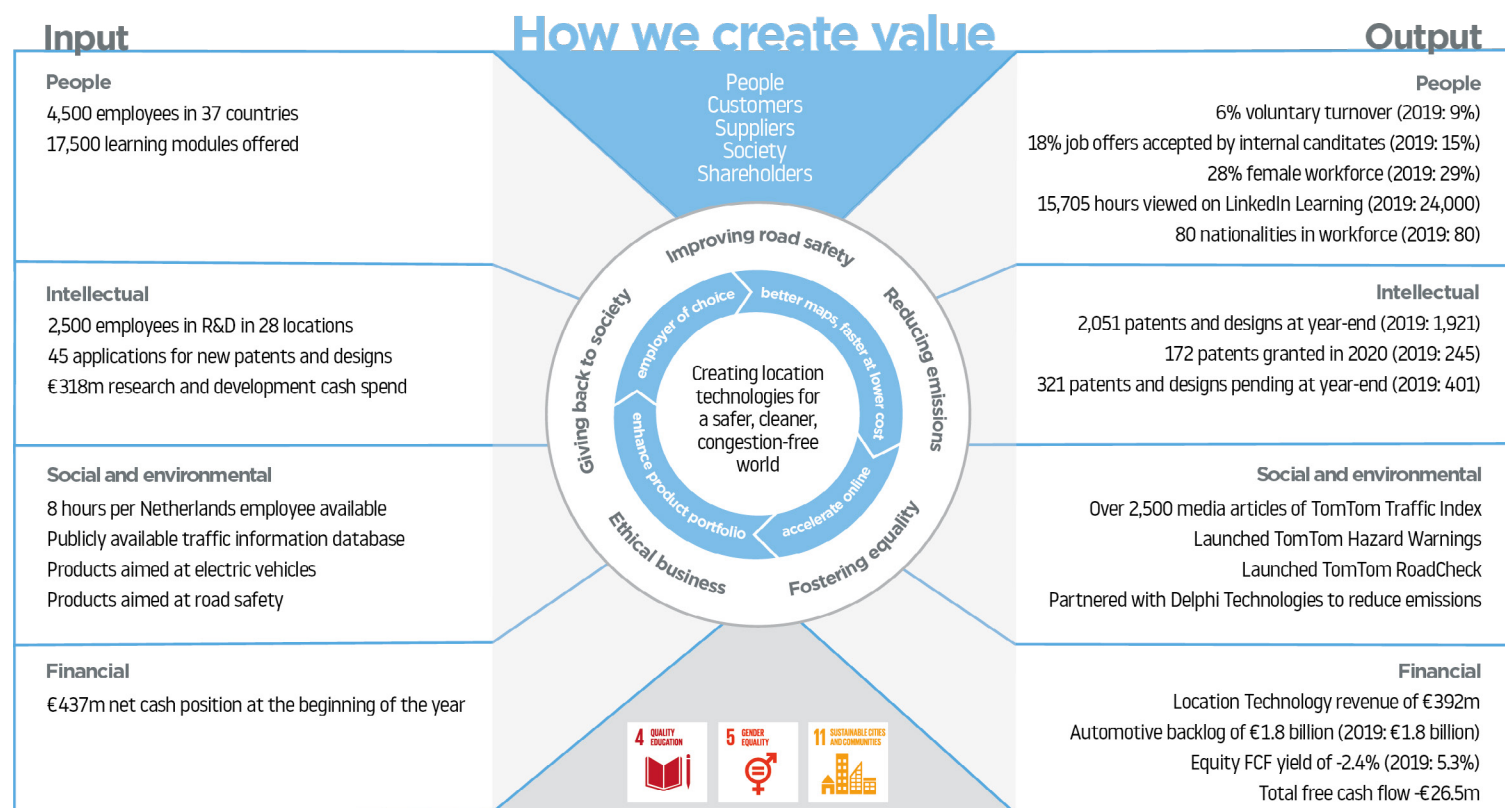 How we create value
Input
People
4,500 employees in 37 countries
17,500 learning modules offered
Intellectual
2,500 employees in R&D in 28 locations
45 applications for new patents and designs
€318m research and development cash spend
Social and environmental
8 hours per Netherlands employee available
Publicly available traffic information database
Products aimed at electric vehicles
Products aimed at road safety
Financial
€437m net cash position at the beginning of the year
People
Customers
Suppliers
Society
Shareholders
Improving road safety
Reducing emissions
Fostering equality
Ethical business
Giving back to society
employer of choice
better maps, faster at lower cost
accelerate online
enhance product portfolio
Creating location
technologies for
a safer, cleaner,
congestion-free
world
4 QUALITY
EDUCATION
5 GENDER
EQUALITY
11 SUSTAINABLE CITIES
AND COMMUNITIES
Output
People
6% voluntary turnover (2019: 9%)
18% job offers accepted by internal canditates (2019: 15%)
28% female workforce (2019: 29%)
15,705 hours viewed on LinkedIn Learning (2019: 24,000)
80 nationalities in workforce (2019: 80)
Intellectual
2,051 patents and designs at year-end (2019: 1,921)
172 patents granted in 2020 (2019: 245)
321 patents and designs pending at year-end (2019: 401)
Social and environmental
Over 2,500 media articles of TomTom Traffic Index
Launched TomTom Hazard Warnings
Launched TomTom RoadCheck
Partnered with Delphi Technologies to reduce emissions
Financial
Location Technology revenue of €392m
Automotive backlog of €1.8 billion (2019: €1.8 billion)
Equity FCF yield of -2.4% (2019: 5.3%)
Total free cash flow -€26.5m